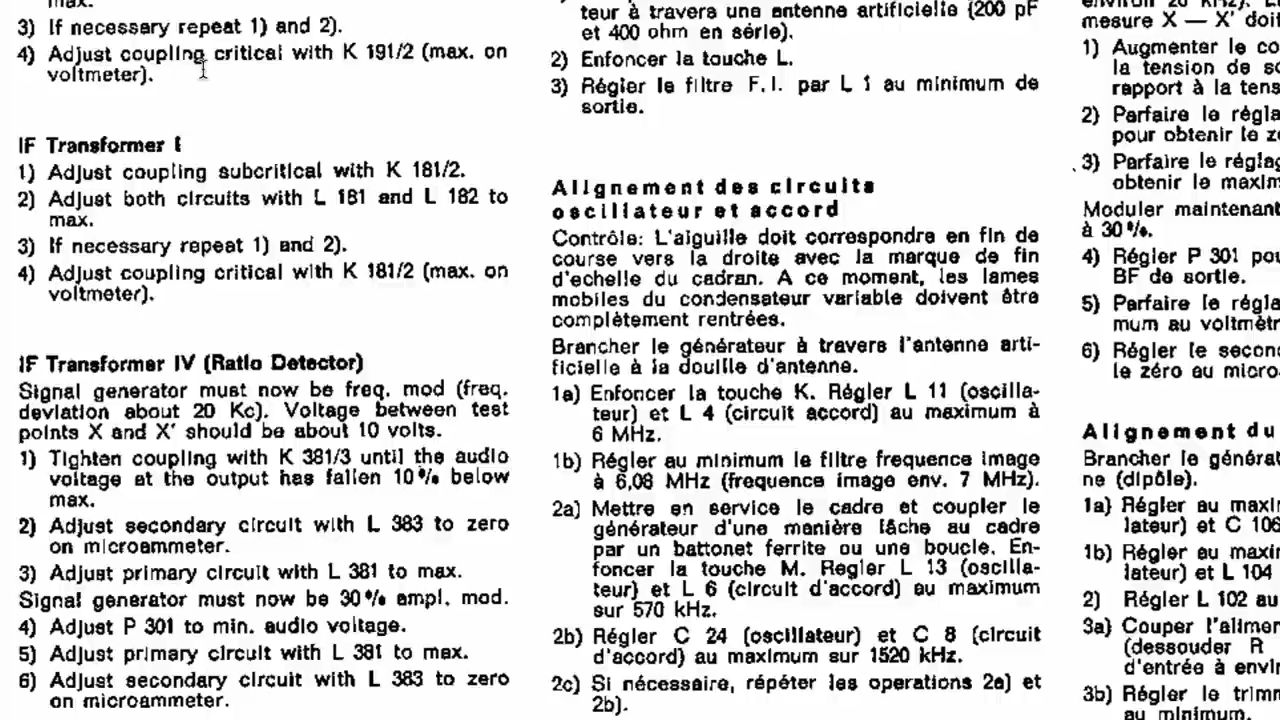 max.
3) If necessary repeat 1) and 2).
4) Adjust coupling critical with K 191/2 (max. on
voltmeter).
IF Transformer I
1) Adjust coupling subcritical with K 181/2.
2) Adjust both circuits with L 181 and L 182 to
max.
3) If necessary repeat 1) and 2).
4) Adjust coupling critical with K 181/2 (max. on
voltmeter).
IF Transformer IV (Ratio Detector)
Signal generator must now be freq. mod (freq.
deviation about 20 Kc). Voltage between test
points X and X' should be about 10 volts.
1) Tighten coupling with K 381/3 until the audio
voltage at the output has fallen 10% below
max.
2) Adjust secondary circuit with L 383 to zero
on microammeter.
3) Adjust primary circuit with L 381 to max.
Signal generator must now be 30% ampl. mod.
4) Adjust P 301 to min. audio voltage.
5) Adjust primary circuit with L 381 to max.
6) Adjust secondary circuit with L 383 to zero
on microammeter.
teur à travers une antenne artificielle (200 pF
et 400 ohm en série).
2) Enfoncer la touche L.
3) Régler le filtre F.I. par L 1 au minimum de
sortie.
Alignement des circuits
oscillateur et accord
Contrôle: L'aiguille doit correspondre en fin de
course vers la droite avec la marque de fin
d'echelle du cadran. A ce moment, les lames
mobiles du condensateur variable doivent être
complètement rentrées.
Brancher le générateur à travers l'antenne arti-
ficielle à la douille d'antenne.
1a) Enfoncer la touche K. Régler L 11 (oscilla-
teur) et L 4 (circuit accord) au maximum à
6 MHz.
1b) Régler au minimum le filtre frequence image
à 6,08 MHz (frequence image env. 7 MHz).
2a) Mettre en service le cadre et coupler le
générateur d'une manière lâche au cadre
par un battonet ferrite ou une boucle. En-
foncer la touche M. Regler L 13 (oscilla-
teur) et L 6 (circuit d'accord) au maximum
sur 570 kHz.
2b) Régler C 24 (oscillateur) et C 8 (circuit
d'accord) au maximum sur 1520 kHz.
2c) Si nécessaire, répéter les operations 2a) et
2b).
environ 20 kHz).
mesure X — X' doi
1) Augmenter le co
la tension de so
rapport à la tens
2) Parfaire le régla
pour obtenir le z
3) Parfaire le réglag
obtenir le maxim
Moduler maintenant
à 30%.
4) Régler P 301 pou
BF de sortie.
5) Parfaire le régla
mum au voltmètr
6) Régler le second
le zéro au micro
Alignement du
Brancher le générat
ne (dipôle).
1a) Régler au maxi
lateur) et C 106
1b) Régler au maxi
lateur) et L 104
2) Régler L 102 au
3a) Couper l'alimer
(dessouder R
d'entrée à envi
3b) Régler le trimm
au minimum.